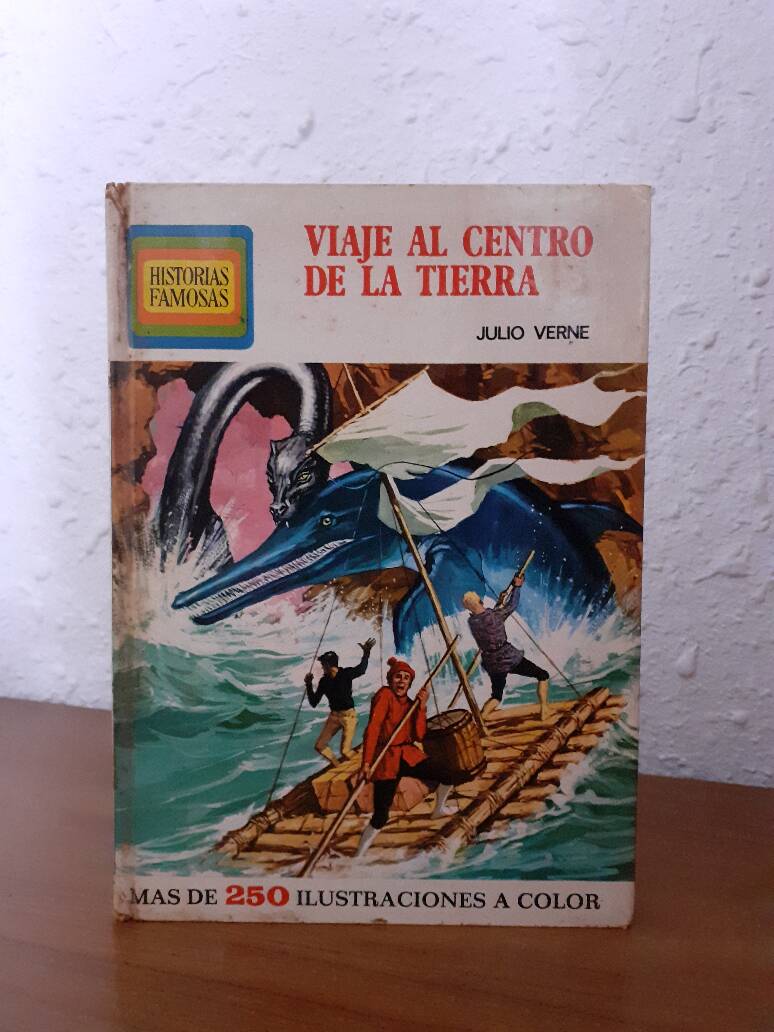 HISTORIAS
FAMOSAS
VIAJE AL CENTRO
DE LA TIERRA
JULIO VERNE
MAS DE 250 ILUSTRACIONES A COLOR